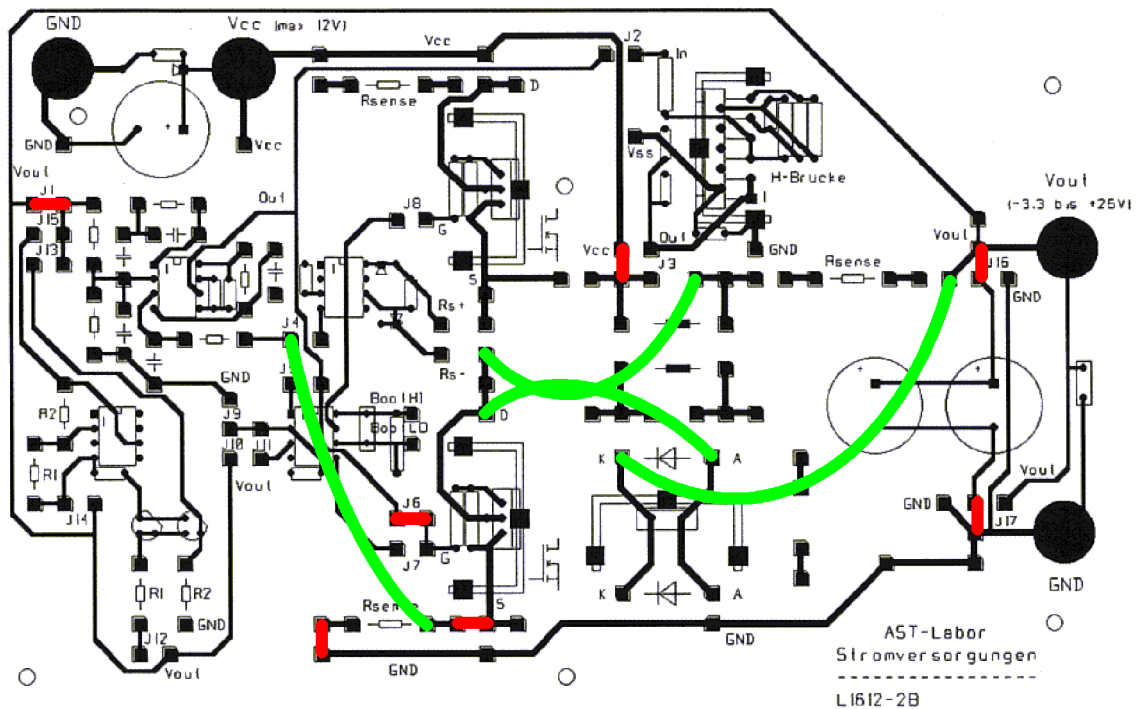 GND
Vcc (max 12V)
Vcc
J2
In
D
Rsense
GND
Vcc
Vss
H-Brücke
Vout
(-3.3 bis +25V)
Vout
J1
Out
J8
G
I
J15
J13
I
I
Out
GND
Vcc
J3
Vout
J16
Rsense
GND
S
Rs+
J4
Rs-
GND
R2
I
J9
Boo(H)
D
J10
J11
Boo(LO
R1
Vout
K
A
Vout
J6
GND
J14
J17
J7
G
GND
R1
R2
K
A
Rsense
S
GND
J12
GND
AST-Labor
Vout
GND
Stromversorgungen
L1612-2B